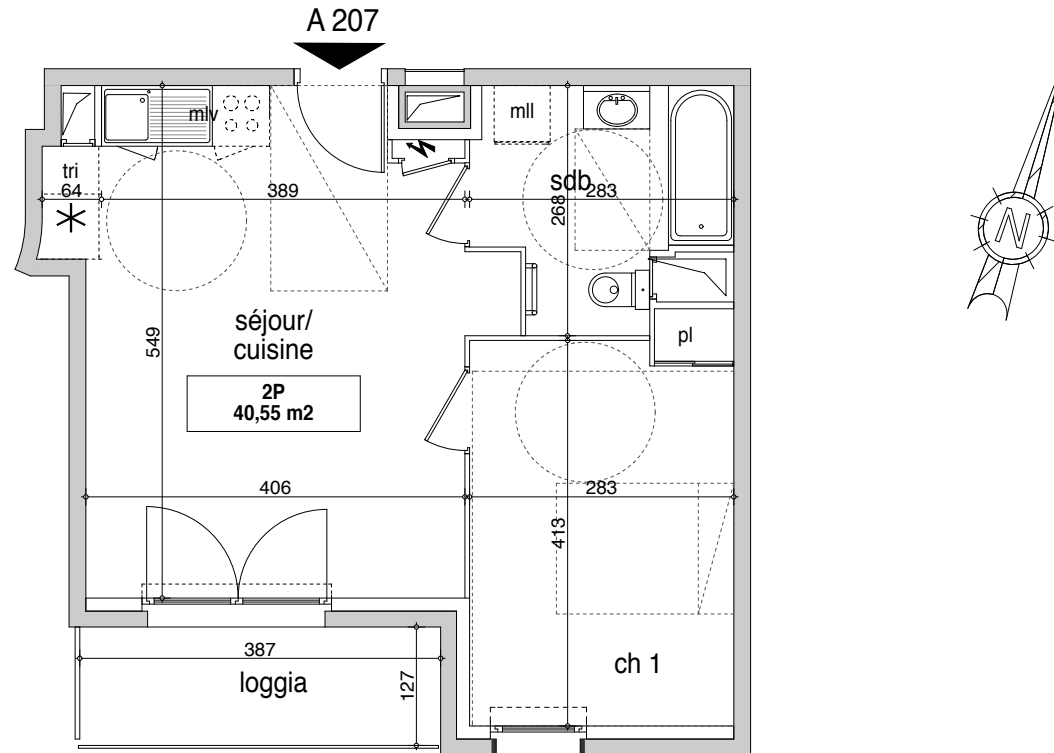 A 207
mlv
mll
tri
64
389
sdb
283
268
N
séjour/
cuisine
549
pl
2P
40,55 m2
406
283
413
387
loggia
127
ch 1